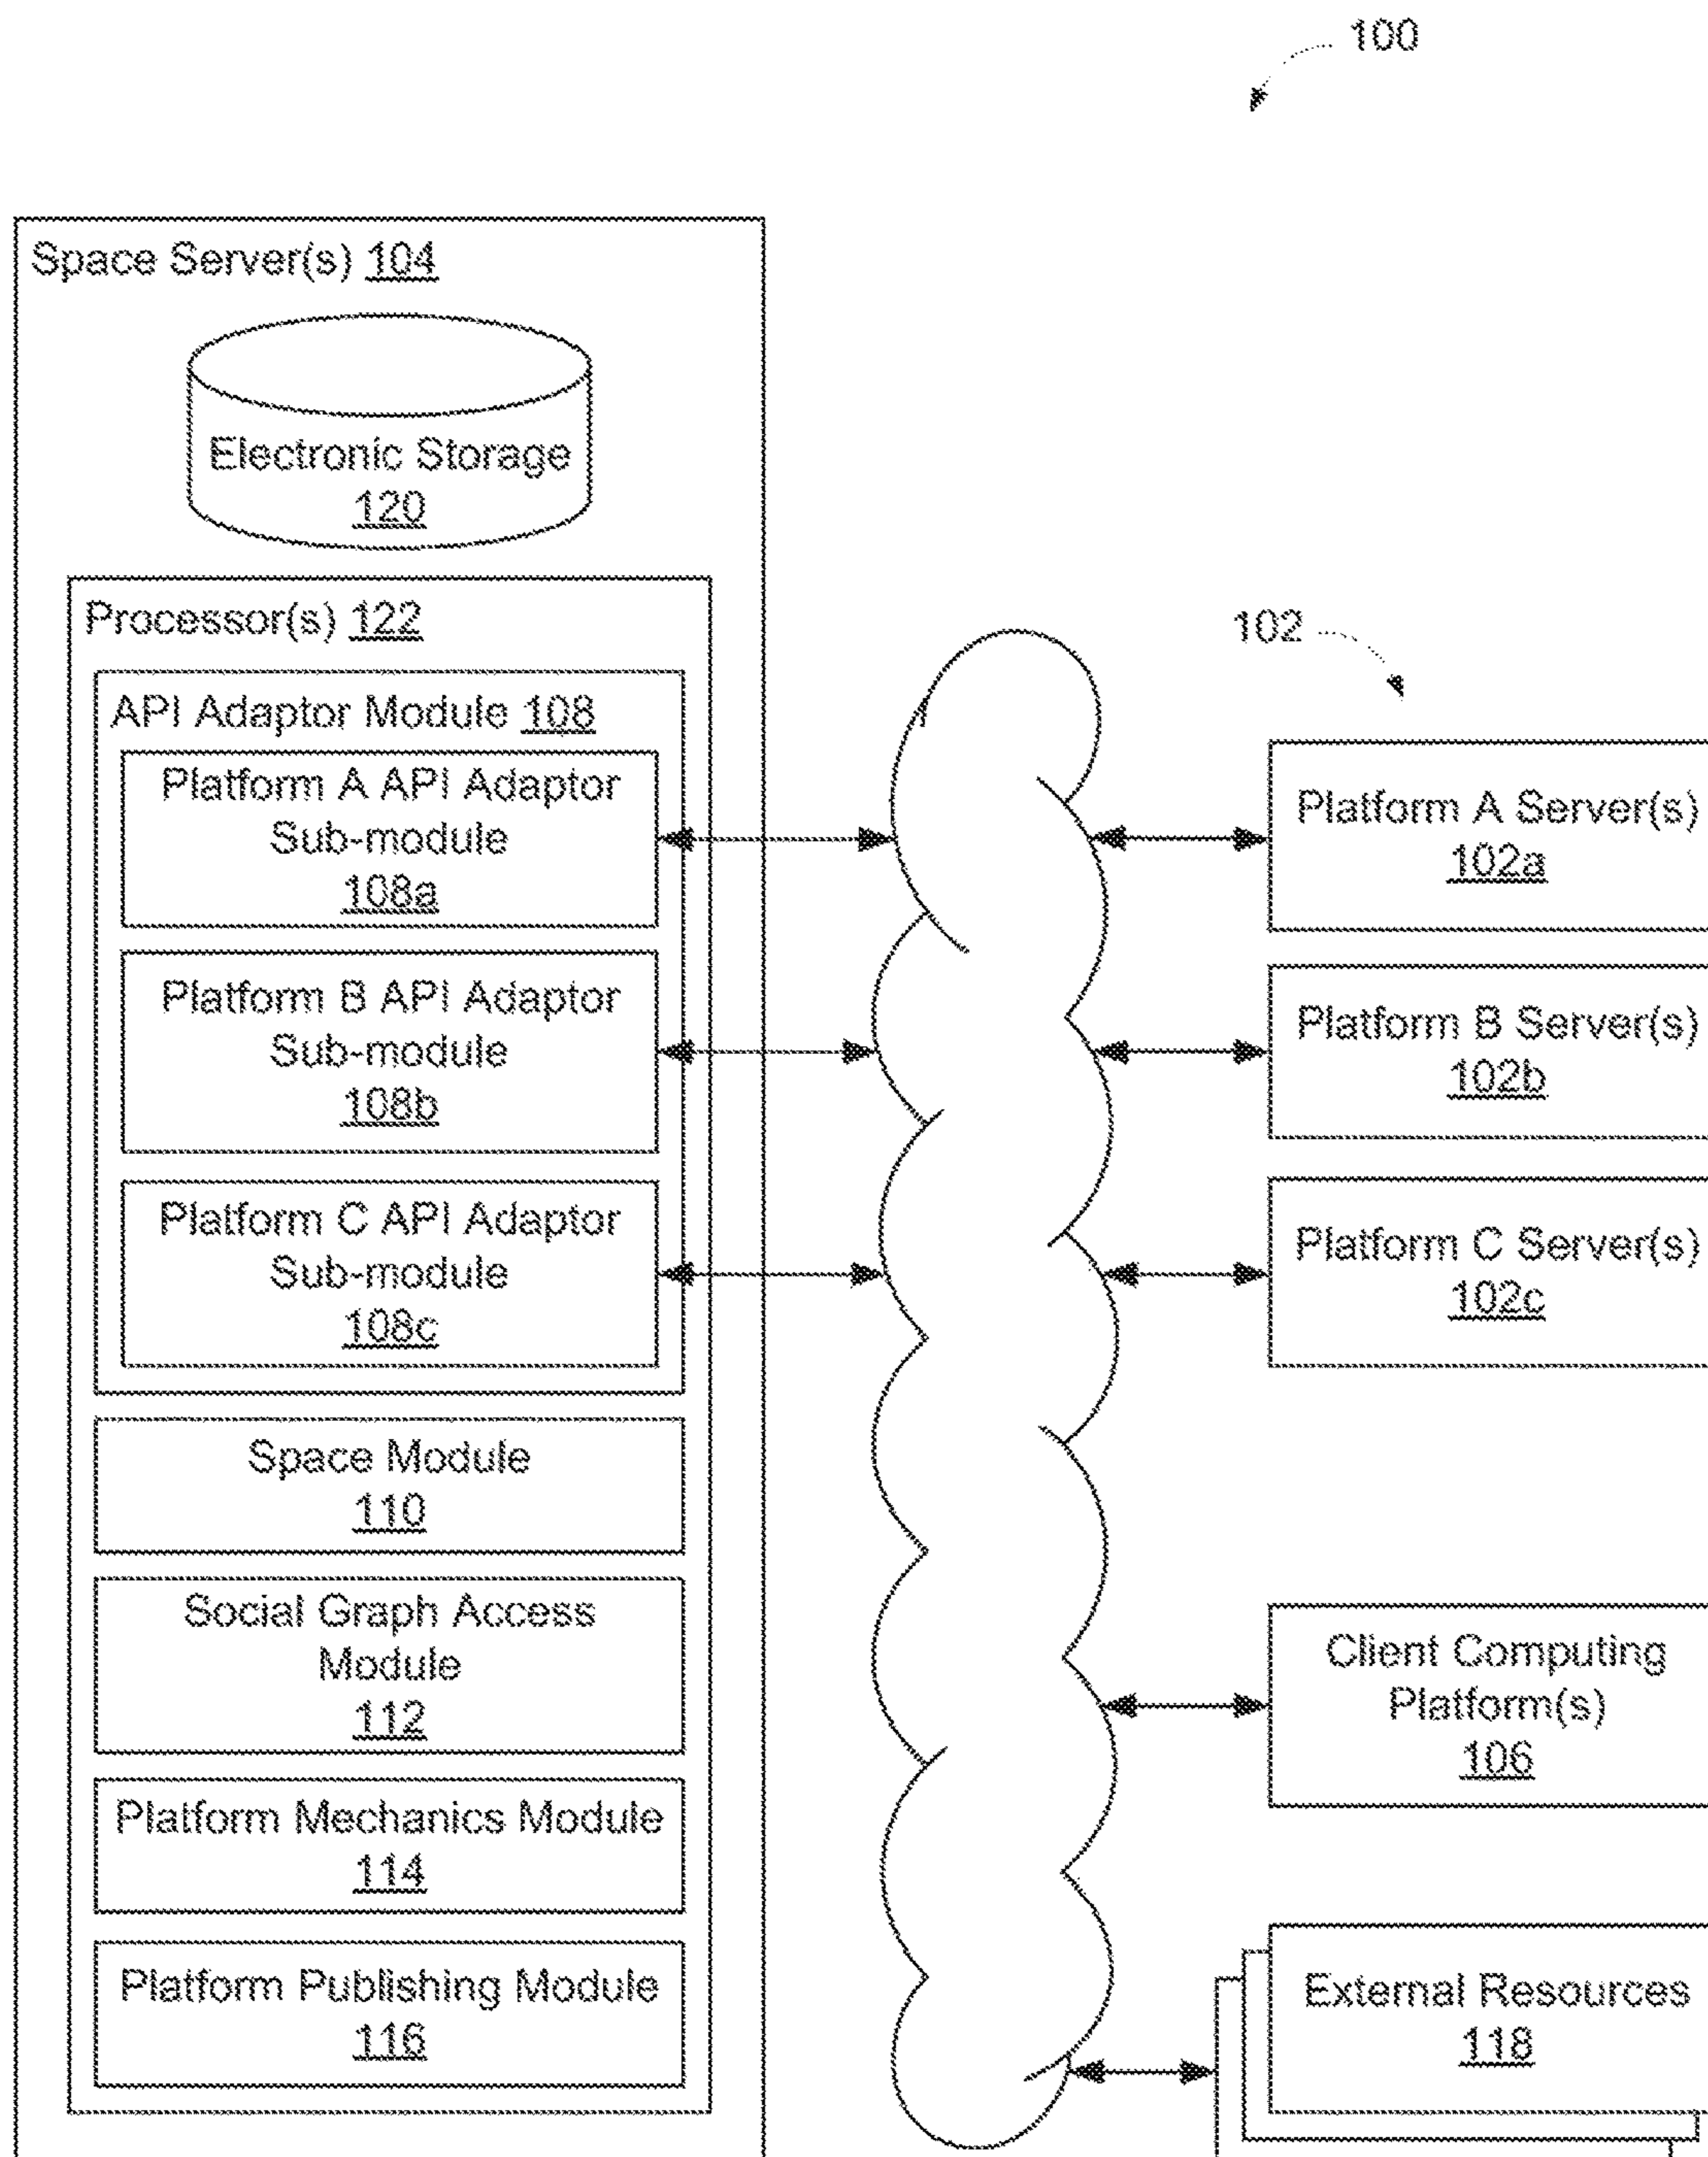 100
Space Server(s) 104
Electronic Storage
120
Processor(s) 122
API Adaptor Module 108
Platform A API Adaptor
Sub-module
108a
Platform B API Adaptor
Sub-module
108b
Platform C API Adaptor
Sub-module
108c
Space Module
110
Social Graph Access
Module
112
Platform Mechanics Module
114
Platform Publishing Module
116
102
Platform A Server(s)
102a
Platform B Server(s)
102b
Platform C Server(s)
102c
Client Computing
Platform(s)
106
External Resources
118